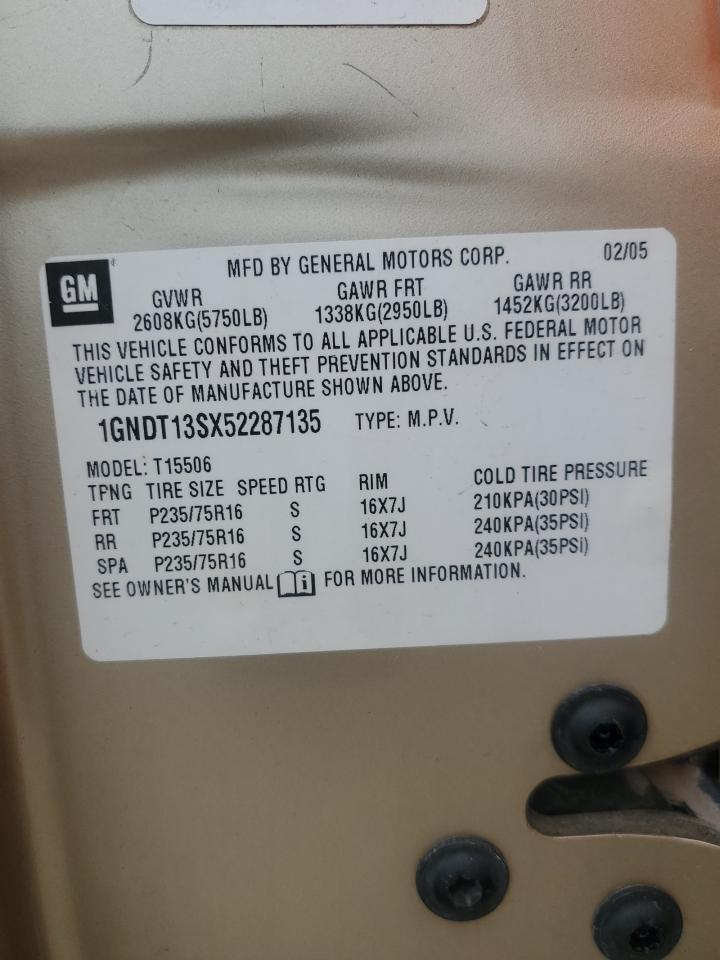 GM
MFD BY GENERAL MOTORS CORP. 02/05
GVWR GAWR FRT GAWR RR
2608KG(5750LB) 1338KG(2950LB) 1452KG(3200LB)
THIS VEHICLE CONFORMS TO ALL APPLICABLE U.S. FEDERAL MOTOR
VEHICLE SAFETY AND THEFT PREVENTION STANDARDS IN EFFECT ON
THE DATE OF MANUFACTURE SHOWN ABOVE.
1GNDT13SX52287135 TYPE: M.P.V.
MODEL: T15506
TPNG TIRE SIZE SPEED RTG RIM COLD TIRE PRESSURE
FRT P235/75R16 S 16X7J 210KPA(30PSI)
RR P235/75R16 S 16X7J 240KPA(35PSI)
SPA P235/75R16 S 16X7J 240KPA(35PSI)
SEE OWNER'S MANUAL i FOR MORE INFORMATION.